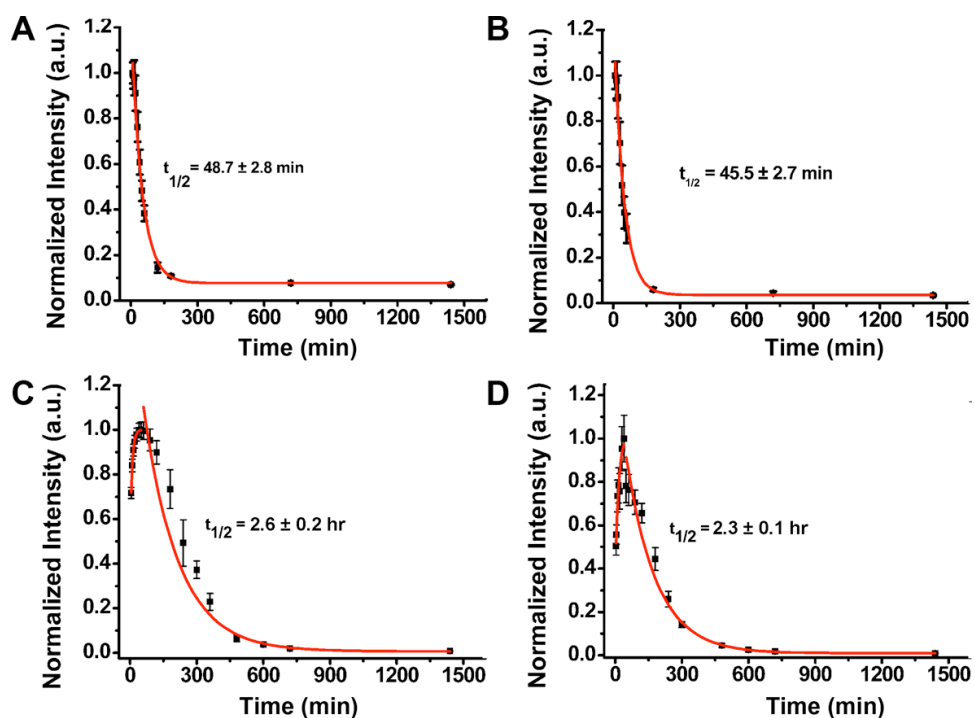 A
Normalized Intensity (a.u.)
1.2
1.0
0.8
0.6
0.4
0.2
0.0
t1/2 = 48.7 ± 2.8 min
0 300 600 900 1200 1500
Time (min)
B
Normalized Intensity (a.u.)
1.2
1.0
0.8
0.6
0.4
0.2
0.0
t1/2 = 45.5 ± 2.7 min
0 300 600 900 1200 1500
Time (min)
C
Normalized Intensity (a.u.)
1.2
1.0
0.8
0.6
0.4
0.2
0.0
t1/2 = 2.6 ± 0.2 hr
0 300 600 900 1200 1500
Time (min)
D
Normalized Intensity (a.u.)
1.2
1.0
0.8
0.6
0.4
0.2
0.0
t1/2 = 2.3 ± 0.1 hr
0 300 600 900 1200 1500
Time (min)